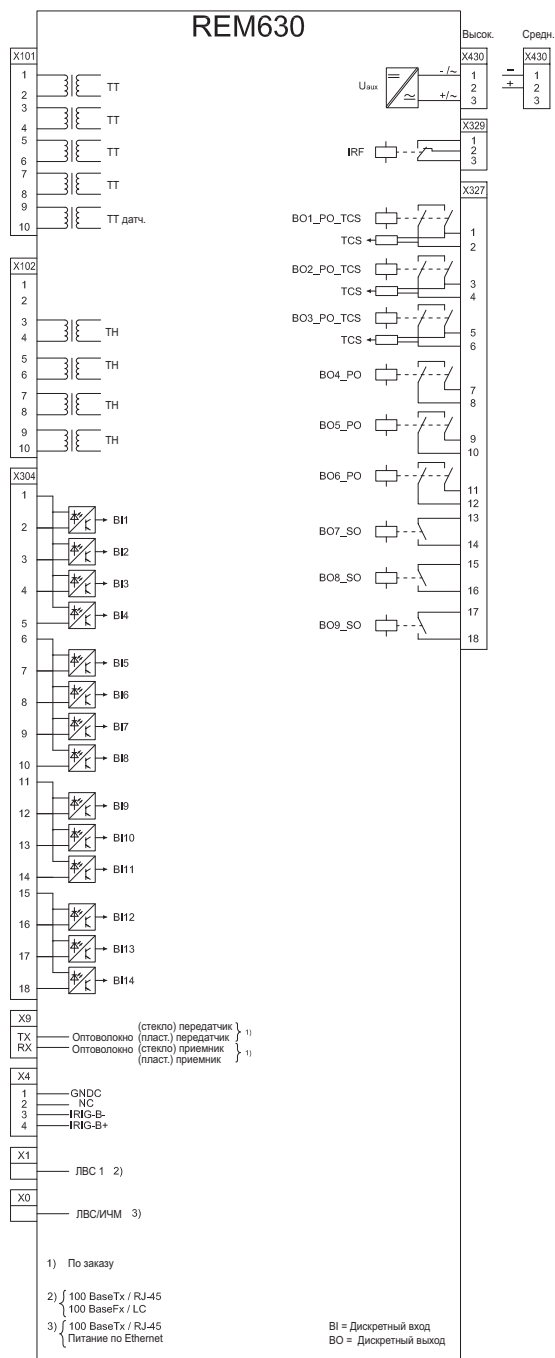 REM630
Высок. Средн.
X101
1
2
3
4
5
6
7
8
9
10
ТТ
ТТ
ТТ
ТТ
ТТ датч.
X102
1
2
3
4
5
6
7
8
9
10
ТН
ТН
ТН
ТН
X304
1
2
3
4
5
6
7
8
9
10
11
12
13
14
15
16
17
18
BI1
BI2
BI3
BI4
BI5
BI6
BI7
BI8
BI9
BI10
BI11
BI12
BI13
BI14
X9
TX
RX
Оптоволокно (стекло) передатчик
(пласт.) передатчик 1)
Оптоволокно (стекло) приемник
(пласт.) приемник 1)
X4
1 GNDC
2 NC
3 IRIG-B-
4 IRIG-B+
X1
ЛВС 1 2)
X0
ЛВС/ИЧМ 3)
Uaux
- /~
+/~
X430
1
2
3
–
+
X430
1
2
3
IRF
X329
1
2
3
X327
BO1_PO_TCS
TCS
1
2
BO2_PO_TCS
TCS
3
4
BO3_PO_TCS
TCS
5
6
BO4_PO
7
8
BO5_PO
9
10
BO6_PO
11
12
BO7_SO
13
14
BO8_SO
15
16
BO9_SO
17
18
1) По заказу
2) 100 BaseTx / RJ-45
100 BaseFx / LC
3) 100 BaseTx / RJ-45
Питание по Ethernet
BI = Дискретный вход
BO = Дискретный выход